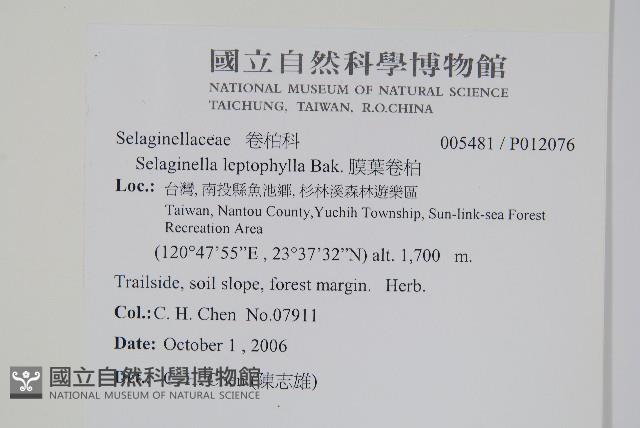 國立自然科學博物館
NATIONAL MUSEUM OF NATURAL SCIENCE
TAICHUNG, TAIWAN, R.O.CHINA
Selaginellaceae 卷柏科 005481 / P012076
Selaginella leptophylla Bak. 膜葉卷柏
Loc.: 台灣, 南投縣魚池鄉, 杉林溪森林遊樂區
Taiwan, Nantou County,Yuchih Township, Sun-link-sea Forest
Recreation Area
(120°47'55"E , 23°37'32"N) alt. 1,700 m.
Trailside, soil slope, forest margin. Herb.
Col.:C. H. Chen No.07911
Date: October 1 , 2006
(陳志雄)
國立自然科學博物館
NATIONAL MUSEUM OF NATURAL SCIENCE